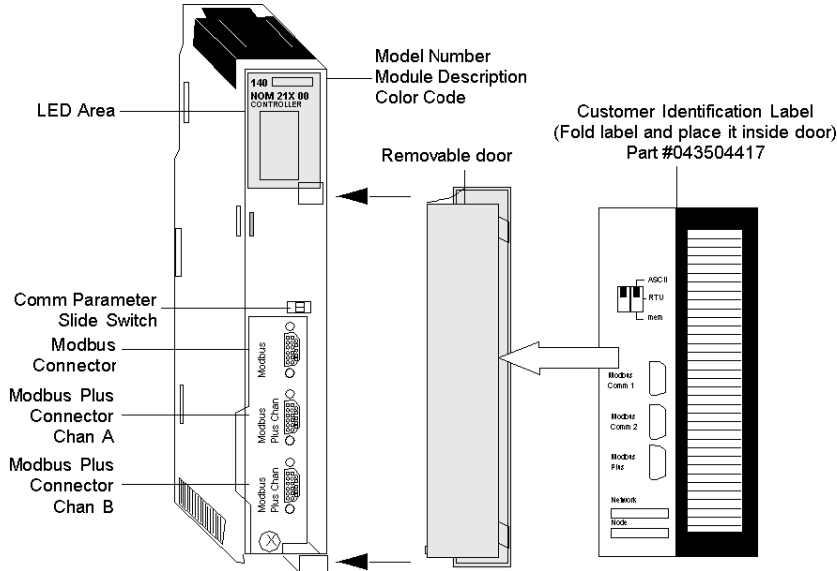 Model Number
Module Description
Color Code
140
NOM 21X 00
CONTROLLER
LED Area
Customer Identification Label
(Fold label and place it inside door)
Part #043504417
Removable door
Comm Parameter
Slide Switch
Modbus
Connector
Modbus Plus
Connector
Chan A
Modbus Plus
Connector
Chan B
Modbus
Modbus
Plus Chan
Modbus
Plus Chan
ASCII
RTU
mem
Modbus
Comm 1
Modbus
Comm 2
Modbus
Plus
Network
Node